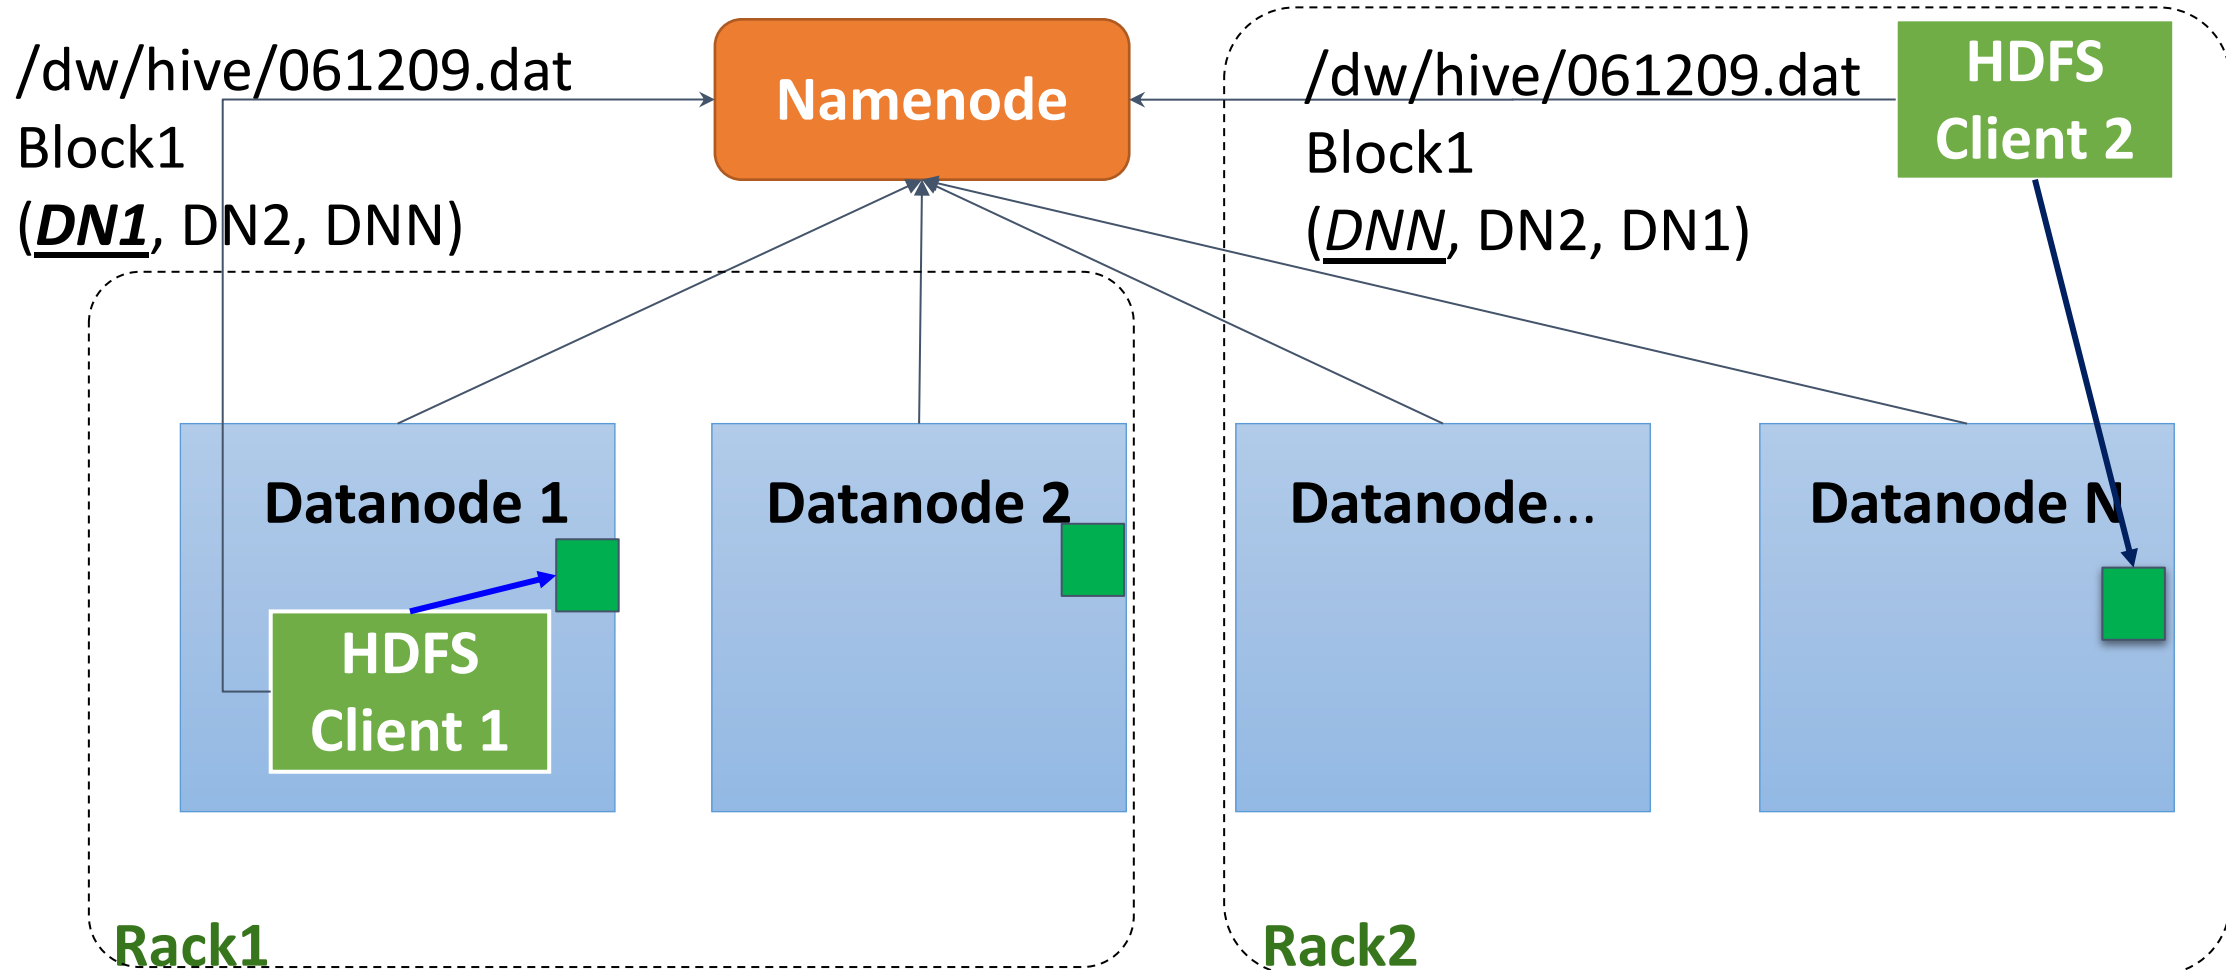 /dw/hive/061209.dat
Block1
(DN1, DN2, DNN)
Namenode
/dw/hive/061209.dat
Block1
(DNN, DN2, DN1)
HDFS
Client 2
Datanode 1
Datanode 2
Datanode...
Datanode N
HDFS
Client 1
Rack1
Rack2